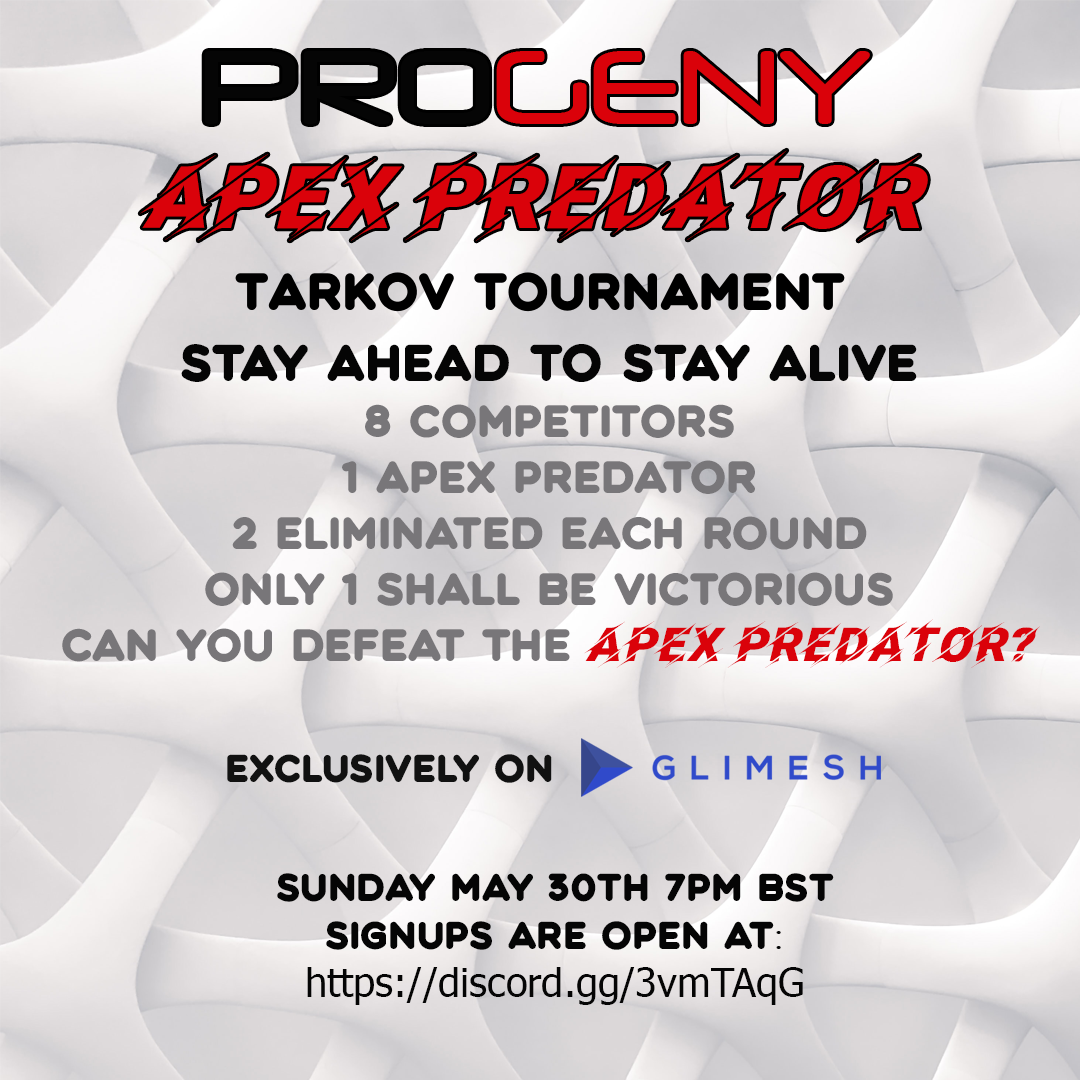 PROGENY
APEX PREDATOR
TARKOV TOURNAMENT
STAY AHEAD TO STAY ALIVE
8 COMPETITORS
1 APEX PREDATOR
2 ELIMINATED EACH ROUND
ONLY 1 SHALL BE VICTORIOUS
CAN YOU DEFEAT THE APEX PREDATOR?
EXCLUSIVELY ON GLIMESH
SUNDAY MAY 30TH 7PM BST
SIGNUPS ARE OPEN AT:
https://discord.gg/3vmTAqG